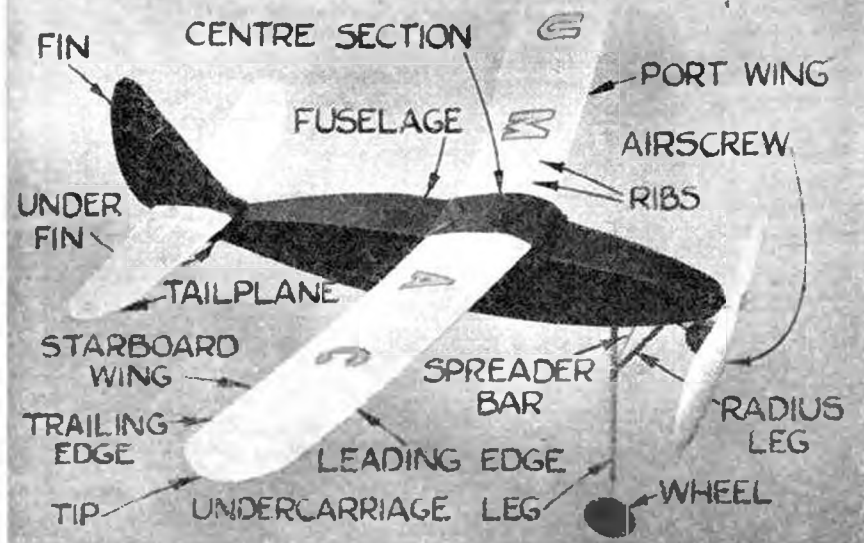 FIN
CENTRE SECTION
PORT WING
FUSELAGE
AIRSCREW
RIBS
UNDER
FIN
TAILPLANE
STARBOARD
WING
SPREADER
BAR
RADIUS
LEG
TRAILING
EDGE
LEADING EDGE
TIP
UNDERCARRIAGE LEG
WHEEL